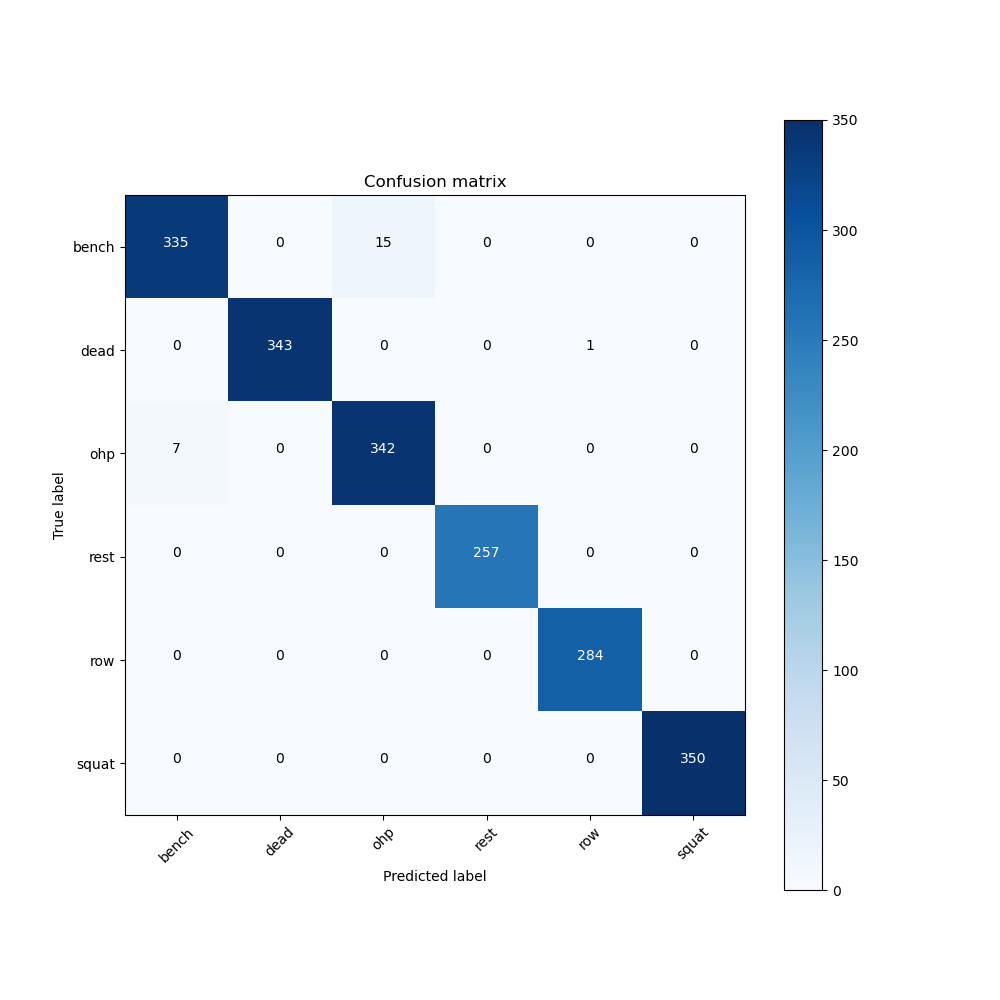 Confusion matrix
bench 335 0 15 0 0 0
dead 0 343 0 0 1 0
ohp 7 0 342 0 0 0
rest 0 0 0 257 0 0
row 0 0 0 0 284 0
squat 0 0 0 0 0 350
True label
bench dead ohp rest row squat
Predicted label
350
300
250
200
150
100
50
0